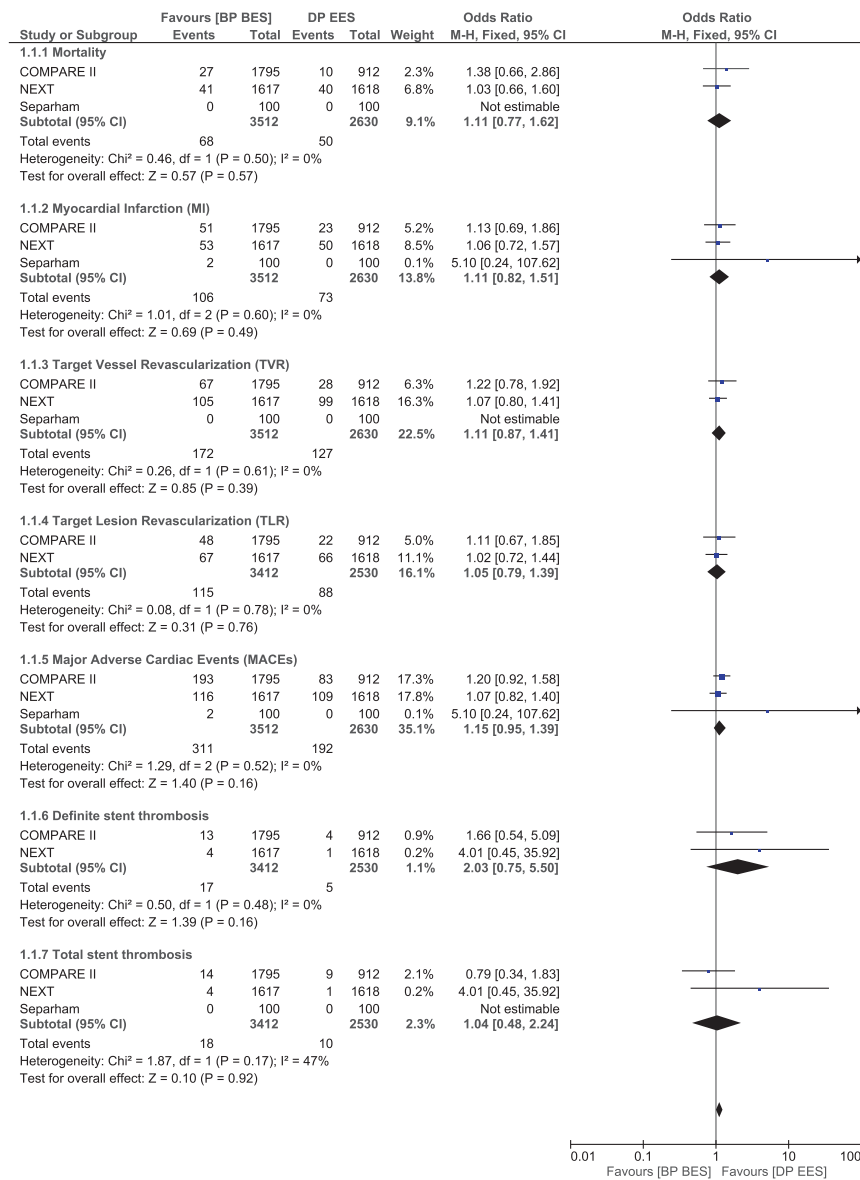 Favours [BP BES] DP EES Odds Ratio Odds Ratio
Study or Subgroup Events Total Events Total Weight M-H, Fixed, 95% CI M-H, Fixed, 95% CI
1.1.1 Mortality
COMPARE II 27 1795 10 912 2.3% 1.38 [0.66, 2.86]
NEXT 41 1617 40 1618 6.8% 1.03 [0.66, 1.60]
Separham 0 100 0 100 Not estimable
Subtotal (95% CI) 3512 2630 9.1% 1.11 [0.77, 1.62]
Total events 68 50
Heterogeneity: Chi² = 0.46, df = 1 (P = 0.50); I² = 0%
Test for overall effect: Z = 0.57 (P = 0.57)
1.1.2 Myocardial Infarction (MI)
COMPARE II 51 1795 23 912 5.2% 1.13 [0.69, 1.86]
NEXT 53 1617 50 1618 8.5% 1.06 [0.72, 1.57]
Separham 2 100 0 100 0.1% 5.10 [0.24, 107.62]
Subtotal (95% CI) 3512 2630 13.8% 1.11 [0.82, 1.51]
Total events 106 73
Heterogeneity: Chi² = 1.01, df = 2 (P = 0.60); I² = 0%
Test for overall effect: Z = 0.69 (P = 0.49)
1.1.3 Target Vessel Revascularization (TVR)
COMPARE II 67 1795 28 912 6.3% 1.22 [0.78, 1.92]
NEXT 105 1617 99 1618 16.3% 1.07 [0.80, 1.41]
Separham 0 100 0 100 Not estimable
Subtotal (95% CI) 3512 2630 22.5% 1.11 [0.87, 1.41]
Total events 172 127
Heterogeneity: Chi² = 0.26, df = 1 (P = 0.61); I² = 0%
Test for overall effect: Z = 0.85 (P = 0.39)
1.1.4 Target Lesion Revascularization (TLR)
COMPARE II 48 1795 22 912 5.0% 1.11 [0.67, 1.85]
NEXT 67 1617 66 1618 11.1% 1.02 [0.72, 1.44]
Subtotal (95% CI) 3412 2530 16.1% 1.05 [0.79, 1.39]
Total events 115 88
Heterogeneity: Chi² = 0.08, df = 1 (P = 0.78); I² = 0%
Test for overall effect: Z = 0.31 (P = 0.76)
1.1.5 Major Adverse Cardiac Events (MACEs)
COMPARE II 193 1795 83 912 17.3% 1.20 [0.92, 1.58]
NEXT 116 1617 109 1618 17.8% 1.07 [0.82, 1.40]
Separham 2 100 0 100 0.1% 5.10 [0.24, 107.62]
Subtotal (95% CI) 3512 2630 35.1% 1.15 [0.95, 1.39]
Total events 311 192
Heterogeneity: Chi² = 1.29, df = 2 (P = 0.52); I² = 0%
Test for overall effect: Z = 1.40 (P = 0.16)
1.1.6 Definite stent thrombosis
COMPARE II 13 1795 4 912 0.9% 1.66 [0.54, 5.09]
NEXT 4 1617 1 1618 0.2% 4.01 [0.45, 35.92]
Subtotal (95% CI) 3412 2530 1.1% 2.03 [0.75, 5.50]
Total events 17 5
Heterogeneity: Chi² = 0.50, df = 1 (P = 0.48); I² = 0%
Test for overall effect: Z = 1.39 (P = 0.16)
1.1.7 Total stent thrombosis
COMPARE II 14 1795 9 912 2.1% 0.79 [0.34, 1.83]
NEXT 4 1617 1 1618 0.2% 4.01 [0.45, 35.92]
Separham 0 100 0 100 Not estimable
Subtotal (95% CI) 3412 2530 2.3% 1.04 [0.48, 2.24]
Total events 18 10
Heterogeneity: Chi² = 1.87, df = 1 (P = 0.17); I² = 47%
Test for overall effect: Z = 0.10 (P = 0.92)
0.01 0.1 1 10 100
Favours [BP BES] Favours [DP EES]